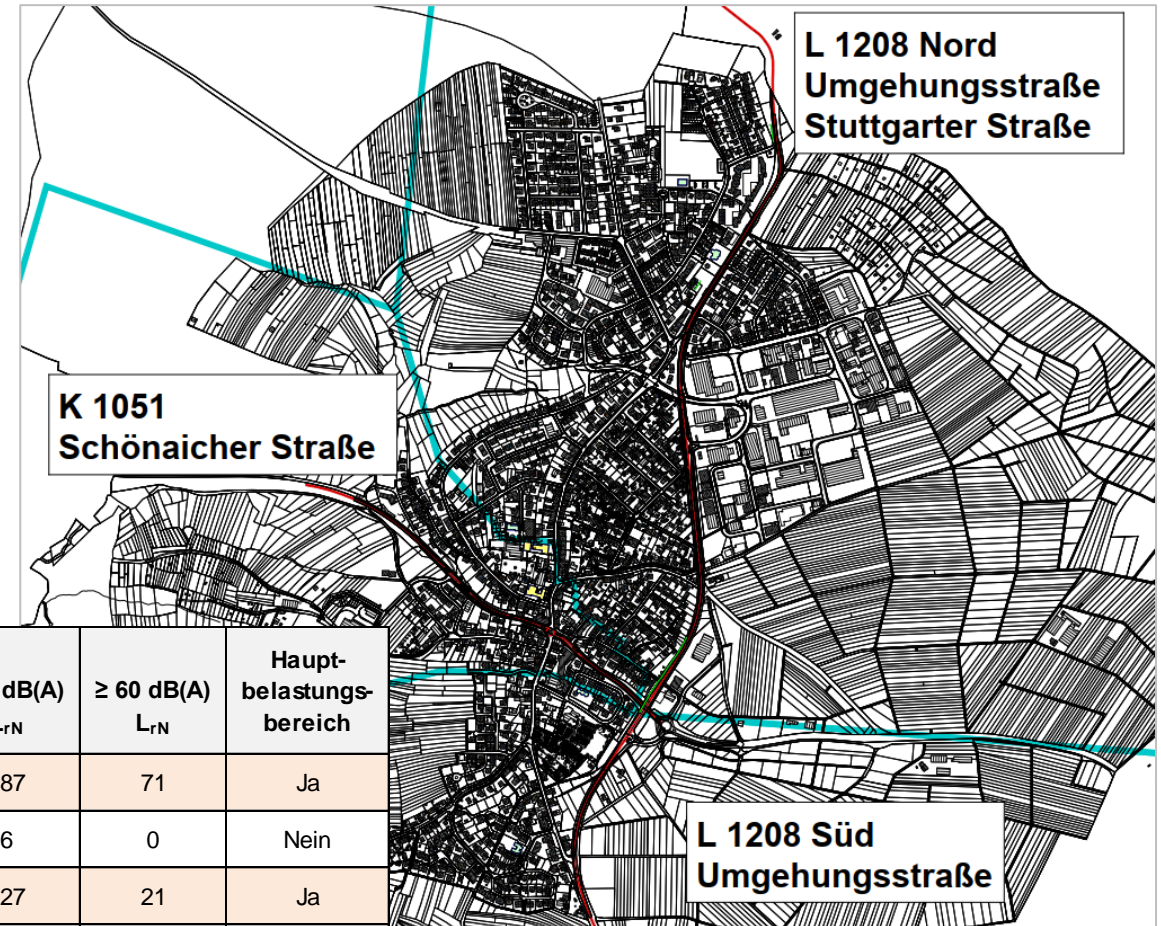 L 1208 Nord
Umgehungsstraße
Stuttgarter Straße
K 1051
Schönaicher Straße
L 1208 Süd
Umgehungsstraße
dB(A)
≥ 60 dB(A)
LrN
Haupt-
belastungs-
bereich
87 71 Ja
6 0 Nein
27 21 Ja